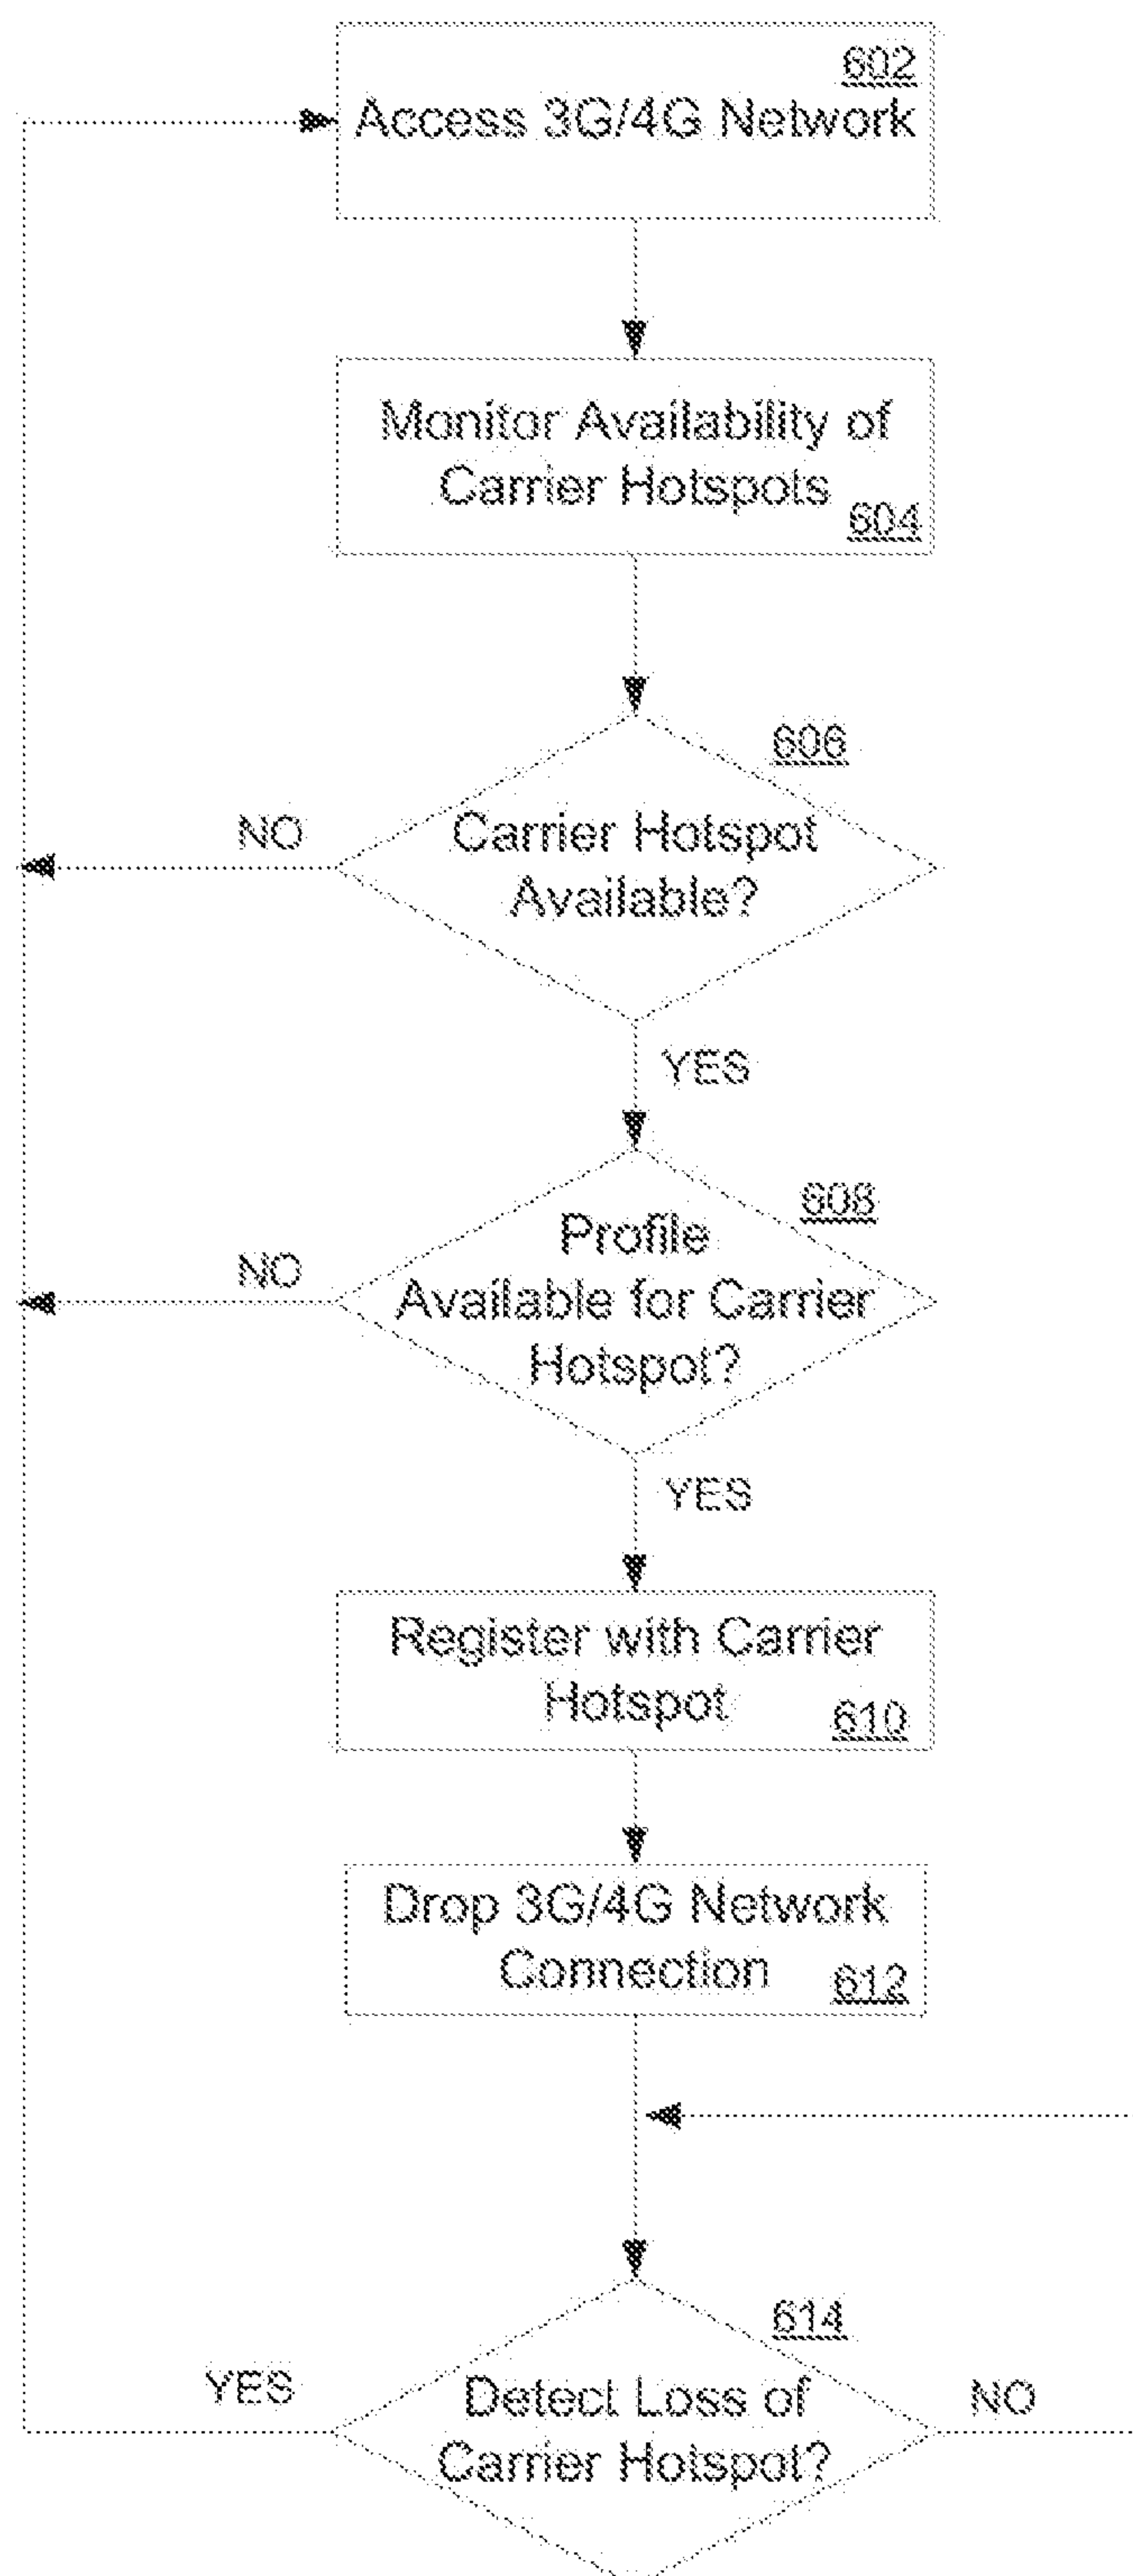 602
Access 3G/4G Network
Monitor Availability of
Carrier Hotspots
604
606
Carrier Hotspot
Available?
NO
YES
608
Profile
Available for Carrier
Hotspot?
NO
YES
Register with Carrier
Hotspot
610
Drop 3G/4G Network
Connection
612
614
Detect Loss of
Carrier Hotspot?
YES
NO